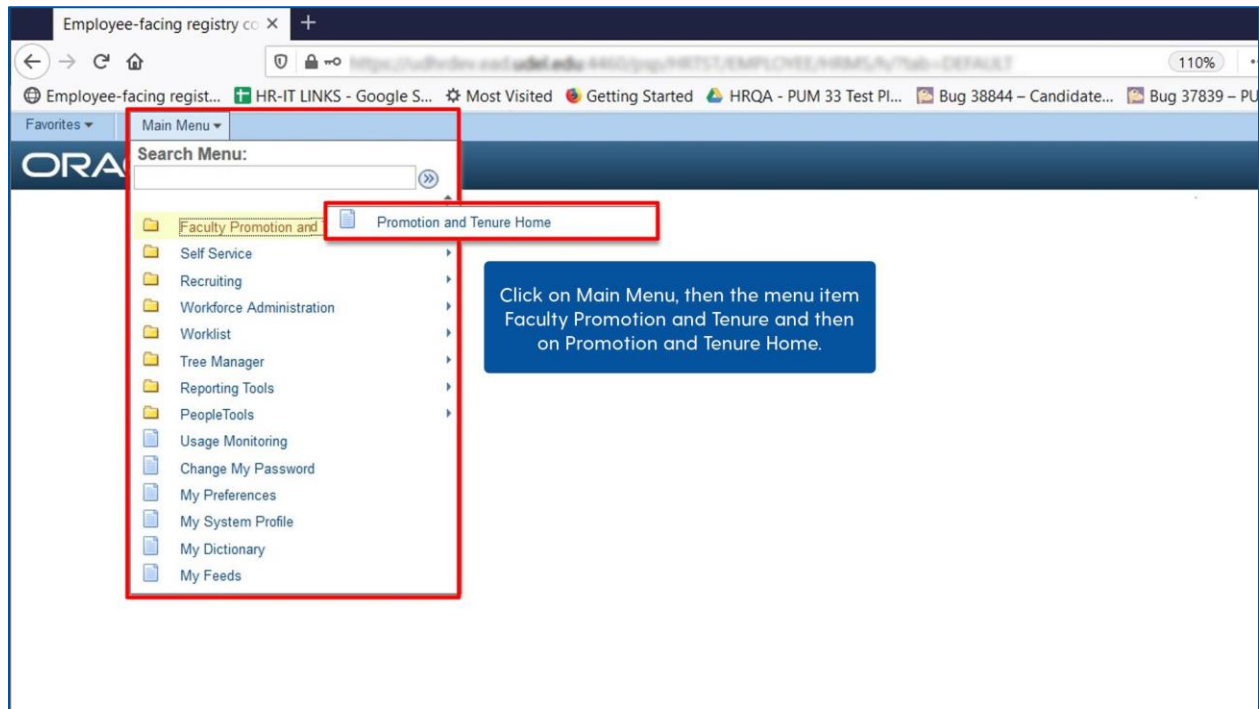 Employee-facing registry co
udel.edu
110%
Employee-facing regist... HR-IT LINKS - Google S... Most Visited Getting Started HRQA - PUM 33 Test Pl... Bug 38844 – Candidate... Bug 37839 – PU
Favorites Main Menu
ORA
Search Menu:
Faculty Promotion and
Promotion and Tenure Home
Self Service
Recruiting
Workforce Administration
Worklist
Tree Manager
Reporting Tools
PeopleTools
Usage Monitoring
Change My Password
My Preferences
My System Profile
My Dictionary
My Feeds
Click on Main Menu, then the menu item
Faculty Promotion and Tenure and then
on Promotion and Tenure Home.